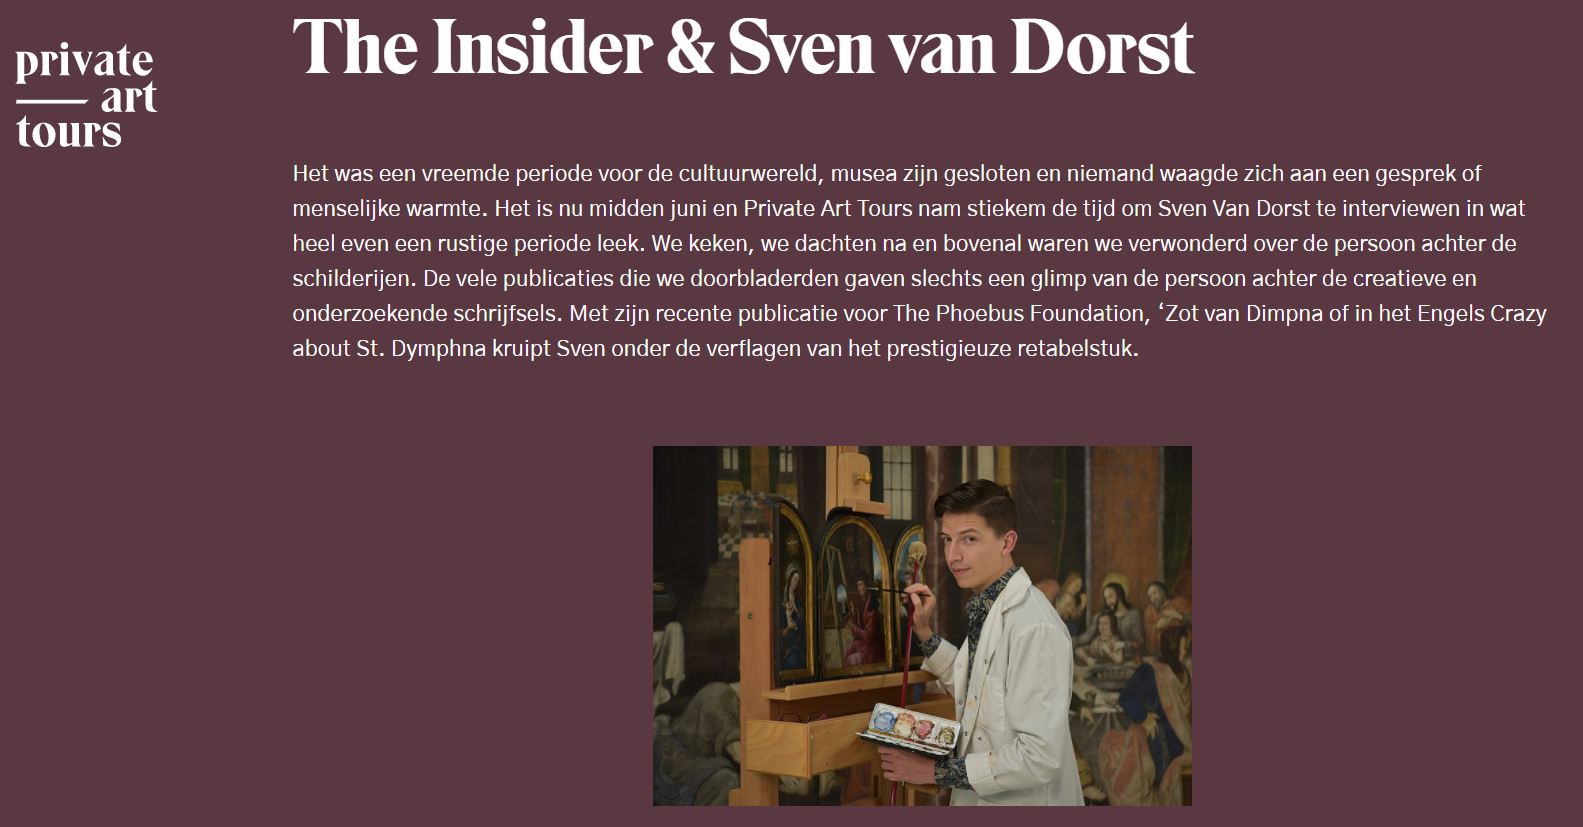 The Insider & Sven van Dorst
private
art
tours
Het was een vreemde periode voor de cultuurwereld, musea zijn gesloten en niemand waagde zich aan een gesprek of
menselijke warmte. Het is nu midden juni en Private Art Tours nam stiekem de tijd om Sven Van Dorst te interviewen in wat
heel even een rustige periode leek. We keken, we dachten na en bovenal waren we verwonderd over de persoon achter de
schilderijen. De vele publicaties die we doorbladerden gaven slechts een glimp van de persoon achter de creatieve en
onderzoekende schrijfsels. Met zijn recente publicatie voor The Phoebus Foundation, ‘Zot van Dimpna of in het Engels Crazy
about St. Dymphna kruipt Sven onder de verflagen van het prestigieuze retabelstuk.